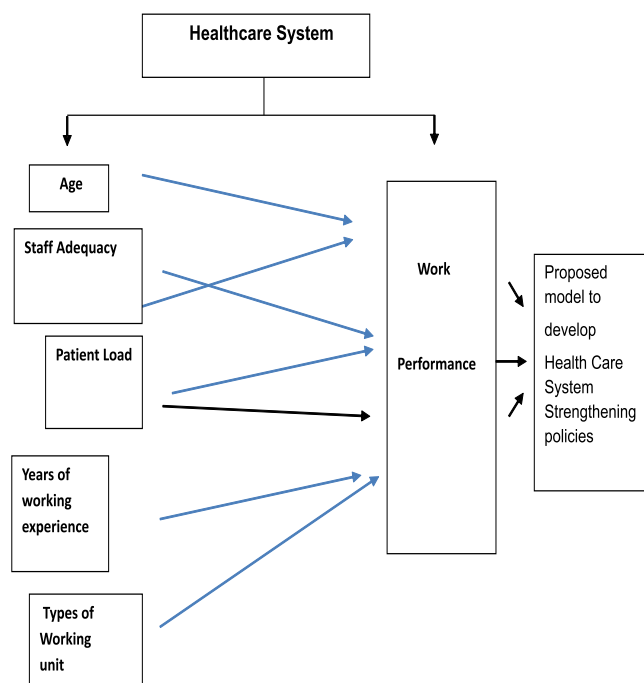 Healthcare System
Age
Staff Adequacy
Patient Load
Years of
working
experience
Types of
Working
unit
Work
Performance
Proposed
model to
develop
Health Care
System
Strengthening
policies